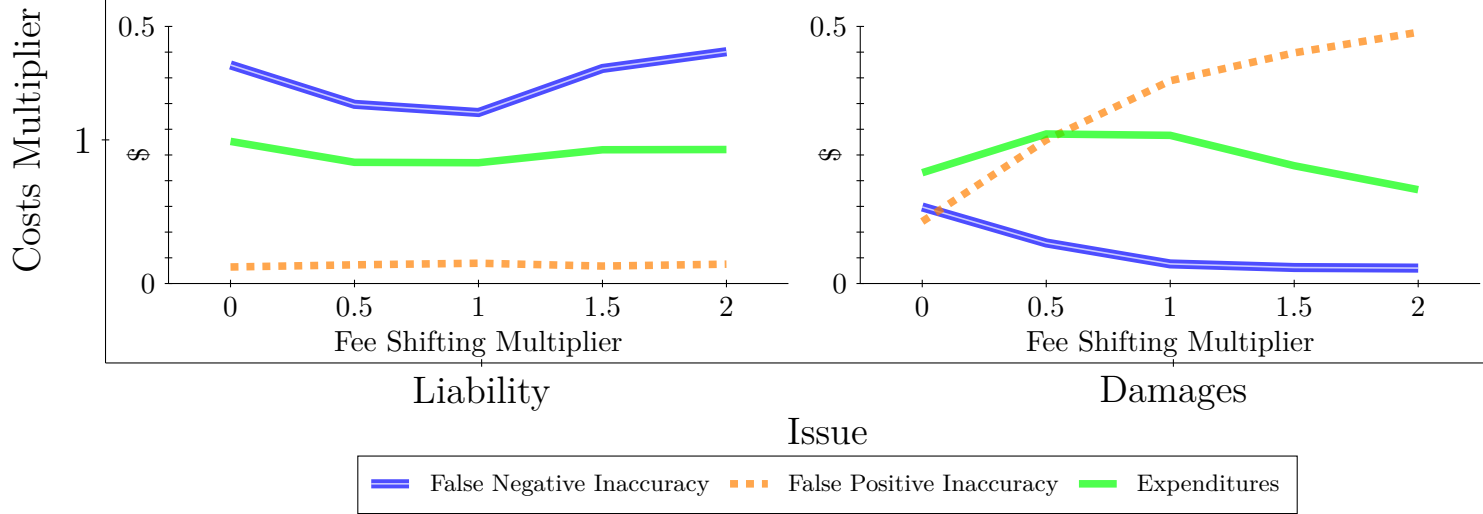 Costs Multiplier
1
0.5
$
0
0 0.5 1 1.5 2
Fee Shifting Multiplier
0.5
$
0
0 0.5 1 1.5 2
Fee Shifting Multiplier
Liability
Damages
Issue
False Negative Inaccuracy False Positive Inaccuracy Expenditures